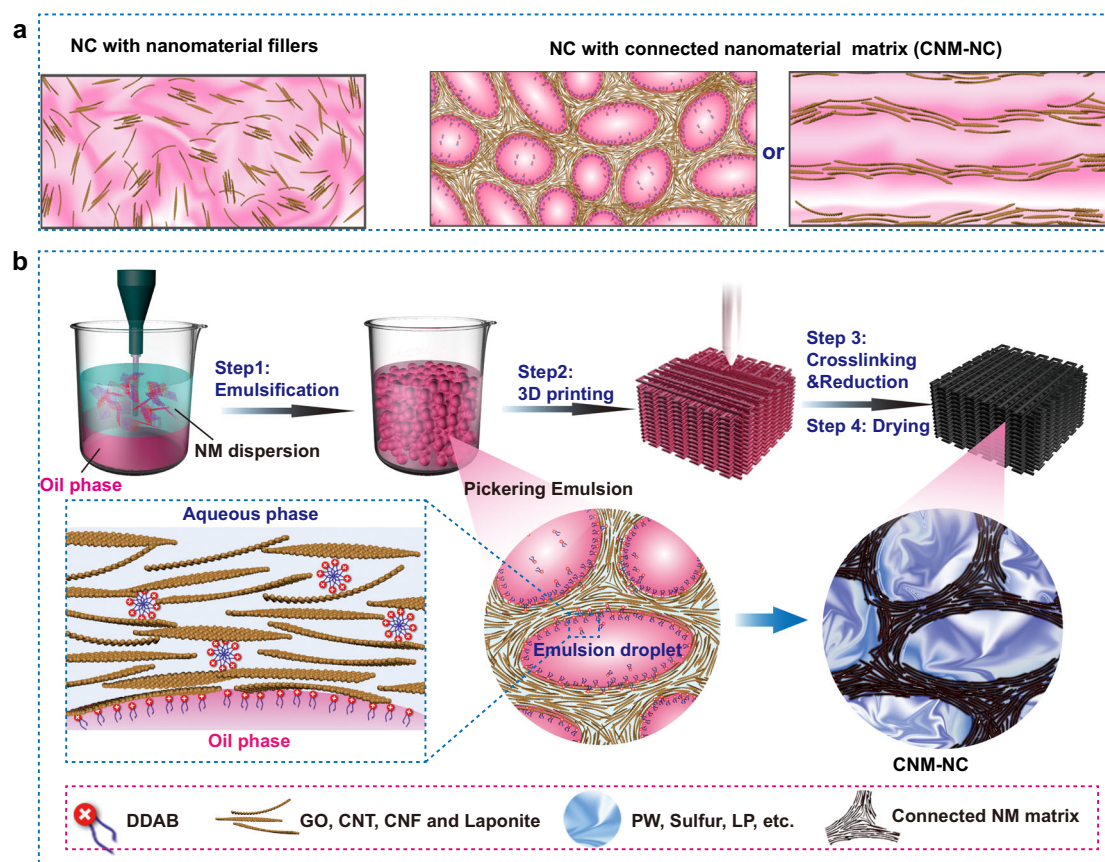 a
NC with nanomaterial fillers
NC with connected nanomaterial matrix (CNM-NC)
or
b
Step1:
Emulsification
Step2:
3D printing
Step 3:
Crosslinking
&Reduction
Step 4: Drying
NM dispersion
Oil phase
Pickering Emulsion
Aqueous phase
Emulsion droplet
Oil phase
CNM-NC
DDAB
GO, CNT, CNF and Laponite
PW, Sulfur, LP, etc.
Connected NM matrix